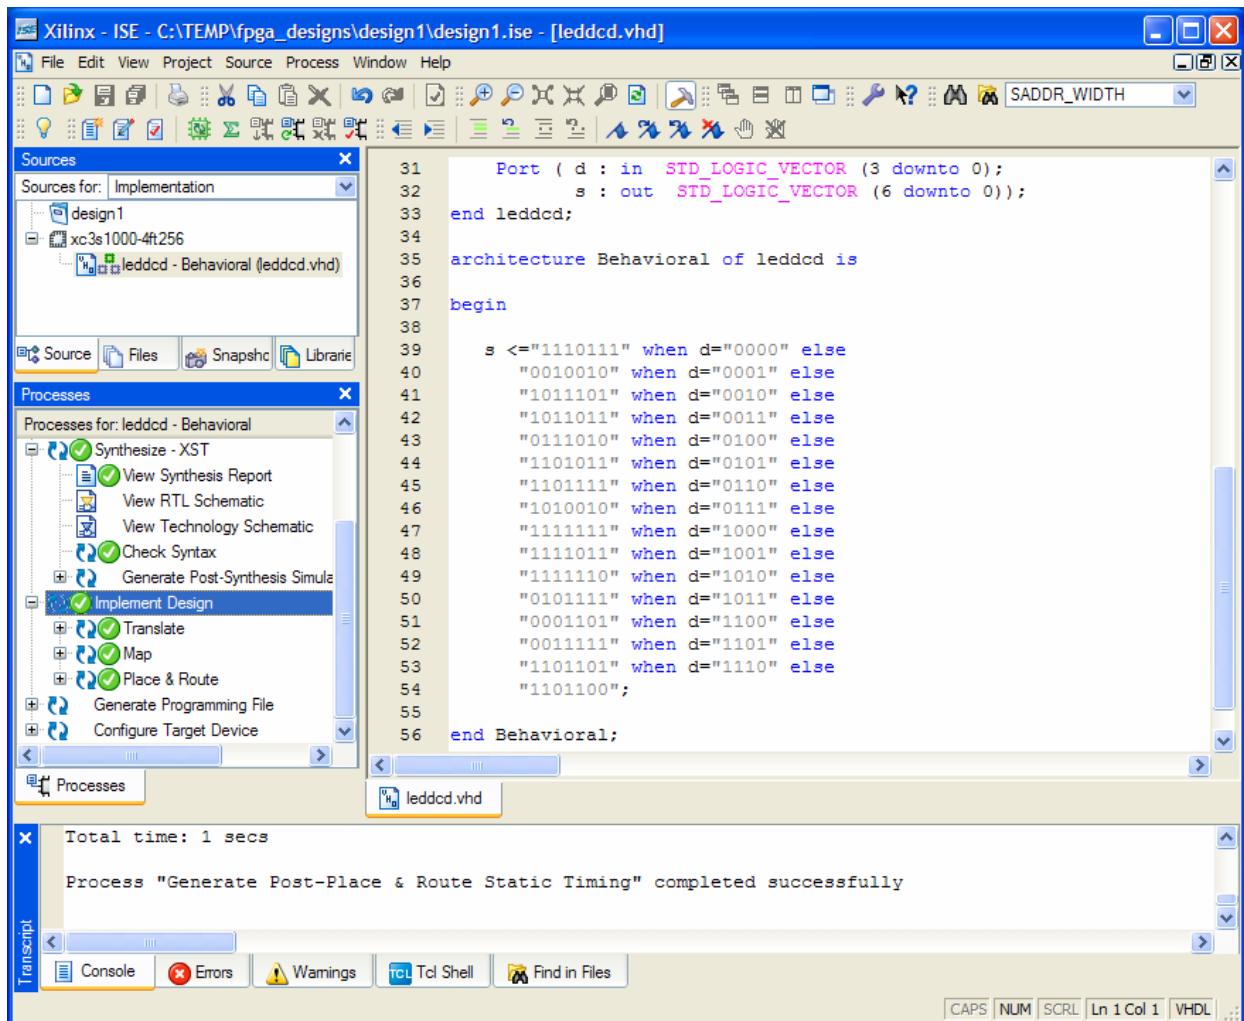 Xilinx - ISE - C:\TEMP\fpga_designs\design1\design1.ise - [leddcd.vhd]
File Edit View Project Source Process Window Help
SADDR_WIDTH
Sources
Sources for: Implementation
design1
xc3s1000-4ft256
leddcd - Behavioral (leddcd.vhd)
Source Files Snapshc Librarie
Processes
Processes for: leddcd - Behavioral
Synthesize - XST
View Synthesis Report
View RTL Schematic
View Technology Schematic
Check Syntax
Generate Post-Synthesis Simula
Implement Design
Translate
Map
Place & Route
Generate Programming File
Configure Target Device
Processes
31 Port ( d : in STD_LOGIC_VECTOR (3 downto 0);
32 s : out STD_LOGIC_VECTOR (6 downto 0));
33 end leddcd;
34
35 architecture Behavioral of leddcd is
36
37 begin
38
39 s <="1110111" when d="0000" else
40 "0010010" when d="0001" else
41 "1011101" when d="0010" else
42 "1011011" when d="0011" else
43 "0111010" when d="0100" else
44 "1101011" when d="0101" else
45 "1101111" when d="0110" else
46 "1010010" when d="0111" else
47 "1111111" when d="1000" else
48 "1111011" when d="1001" else
49 "1111110" when d="1010" else
50 "0101111" when d="1011" else
51 "0001101" when d="1100" else
52 "0011111" when d="1101" else
53 "1101101" when d="1110" else
54 "1101100";
55
56 end Behavioral;
leddcd.vhd
Total time: 1 secs
Process "Generate Post-Place & Route Static Timing" completed successfully
Transcript
Console Errors Warnings TCL Tcl Shell Find in Files
CAPS NUM SCRL Ln 1 Col 1 VHDL